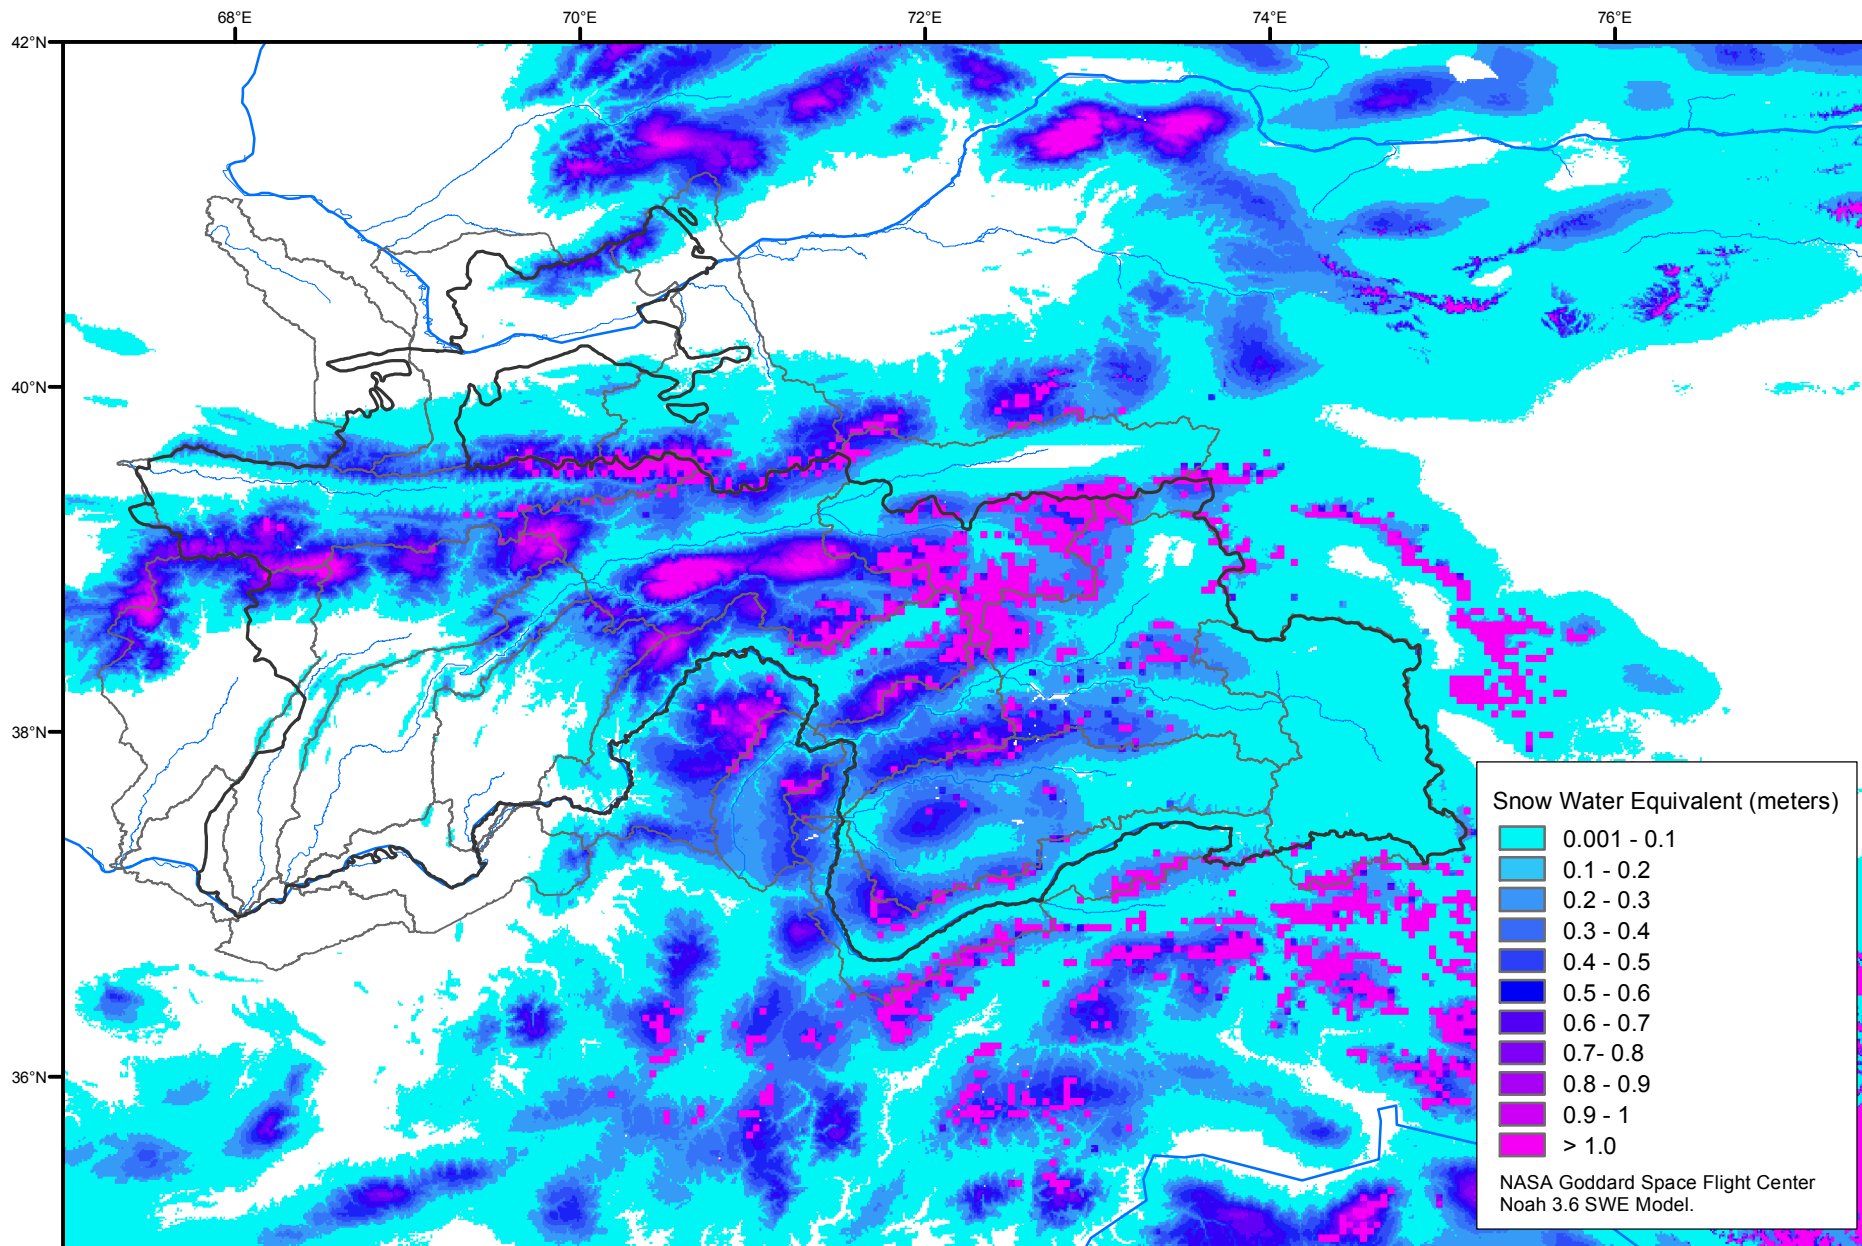 68°E
70°E
72°E
74°E
76°E
42°N
40°N
38°N
36°N
Snow Water Equivalent (meters)
0.001 - 0.1
0.1 - 0.2
0.2 - 0.3
0.3 - 0.4
0.4 - 0.5
0.5 - 0.6
0.6 - 0.7
0.7- 0.8
0.8 - 0.9
0.9 - 1
> 1.0
NASA Goddard Space Flight Center
Noah 3.6 SWE Model.